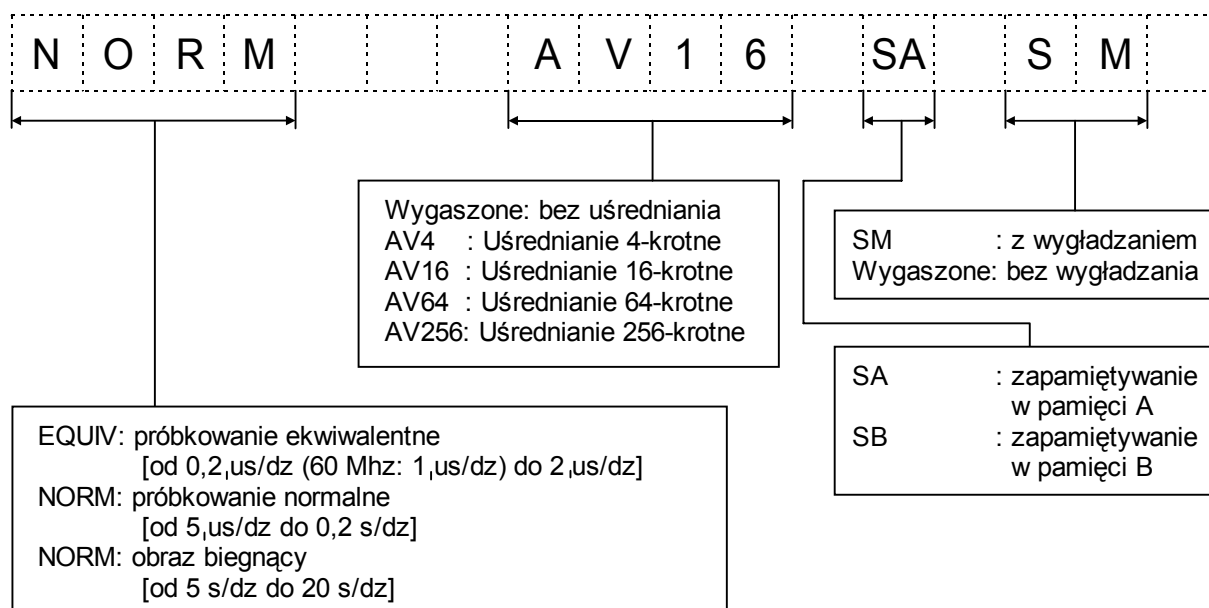 NORM AV16 SA SM
Wygaszone: bez uśredniania
AV4 : Uśrednianie 4-krotne
AV16 : Uśrednianie 16-krotne
AV64 : Uśrednianie 64-krotne
AV256: Uśrednianie 256-krotne
SM : z wygładzaniem
Wygaszone: bez wygładzania
SA : zapamiętywanie
w pamięci A
SB : zapamiętywanie
w pamięci B
EQUIV: próbkowanie ekwiwalentne
[od 0,2 ̗us/dz (60 Mhz: 1 ̗us/dz) do 2 ̗us/dz]
NORM: próbkowanie normalne
[od 5 ̗us/dz do 0,2 s/dz]
NORM: obraz biegnący
[od 5 s/dz do 20 s/dz]